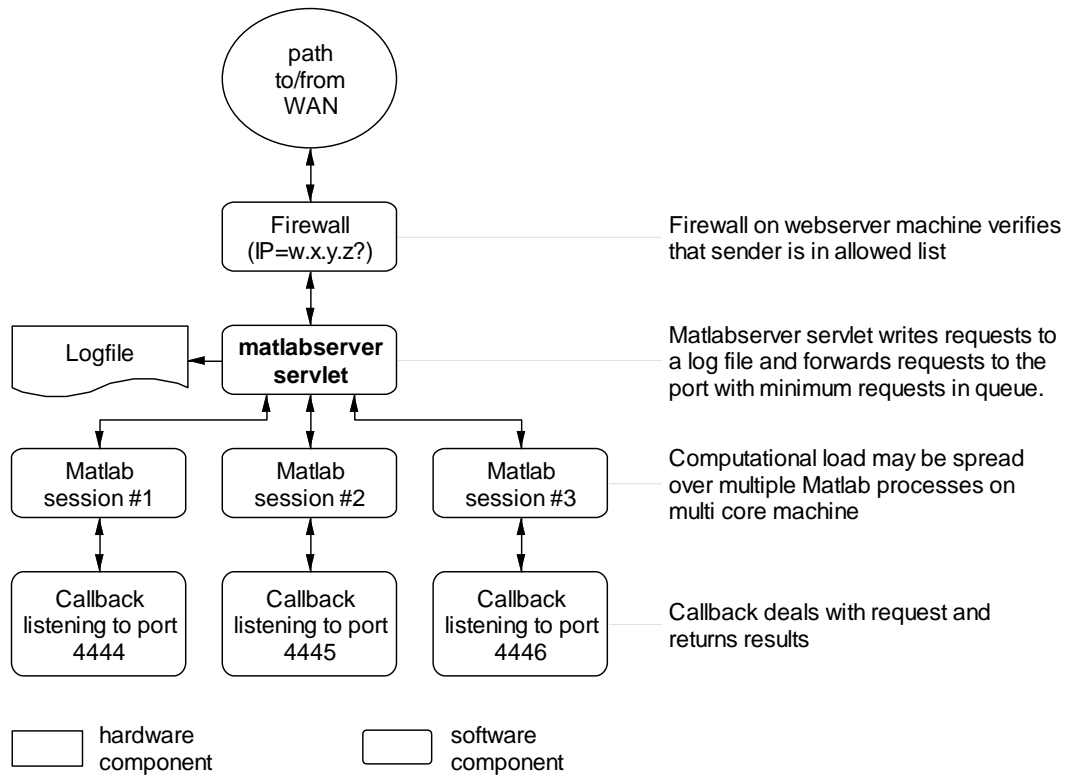 path
to/from
WAN
Firewall
(IP=w.x.y.z?)
Firewall on webserver machine verifies
that sender is in allowed list
Logfile
matlabserver
servlet
Matlabserver servlet writes requests to
a log file and forwards requests to the
port with minimum requests in queue.
Matlab
session #1
Matlab
session #2
Matlab
session #3
Computational load may be spread
over multiple Matlab processes on
multi core machine
Callback
listening to port
4444
Callback
listening to port
4445
Callback
listening to port
4446
Callback deals with request and
returns results
hardware
component
software
component